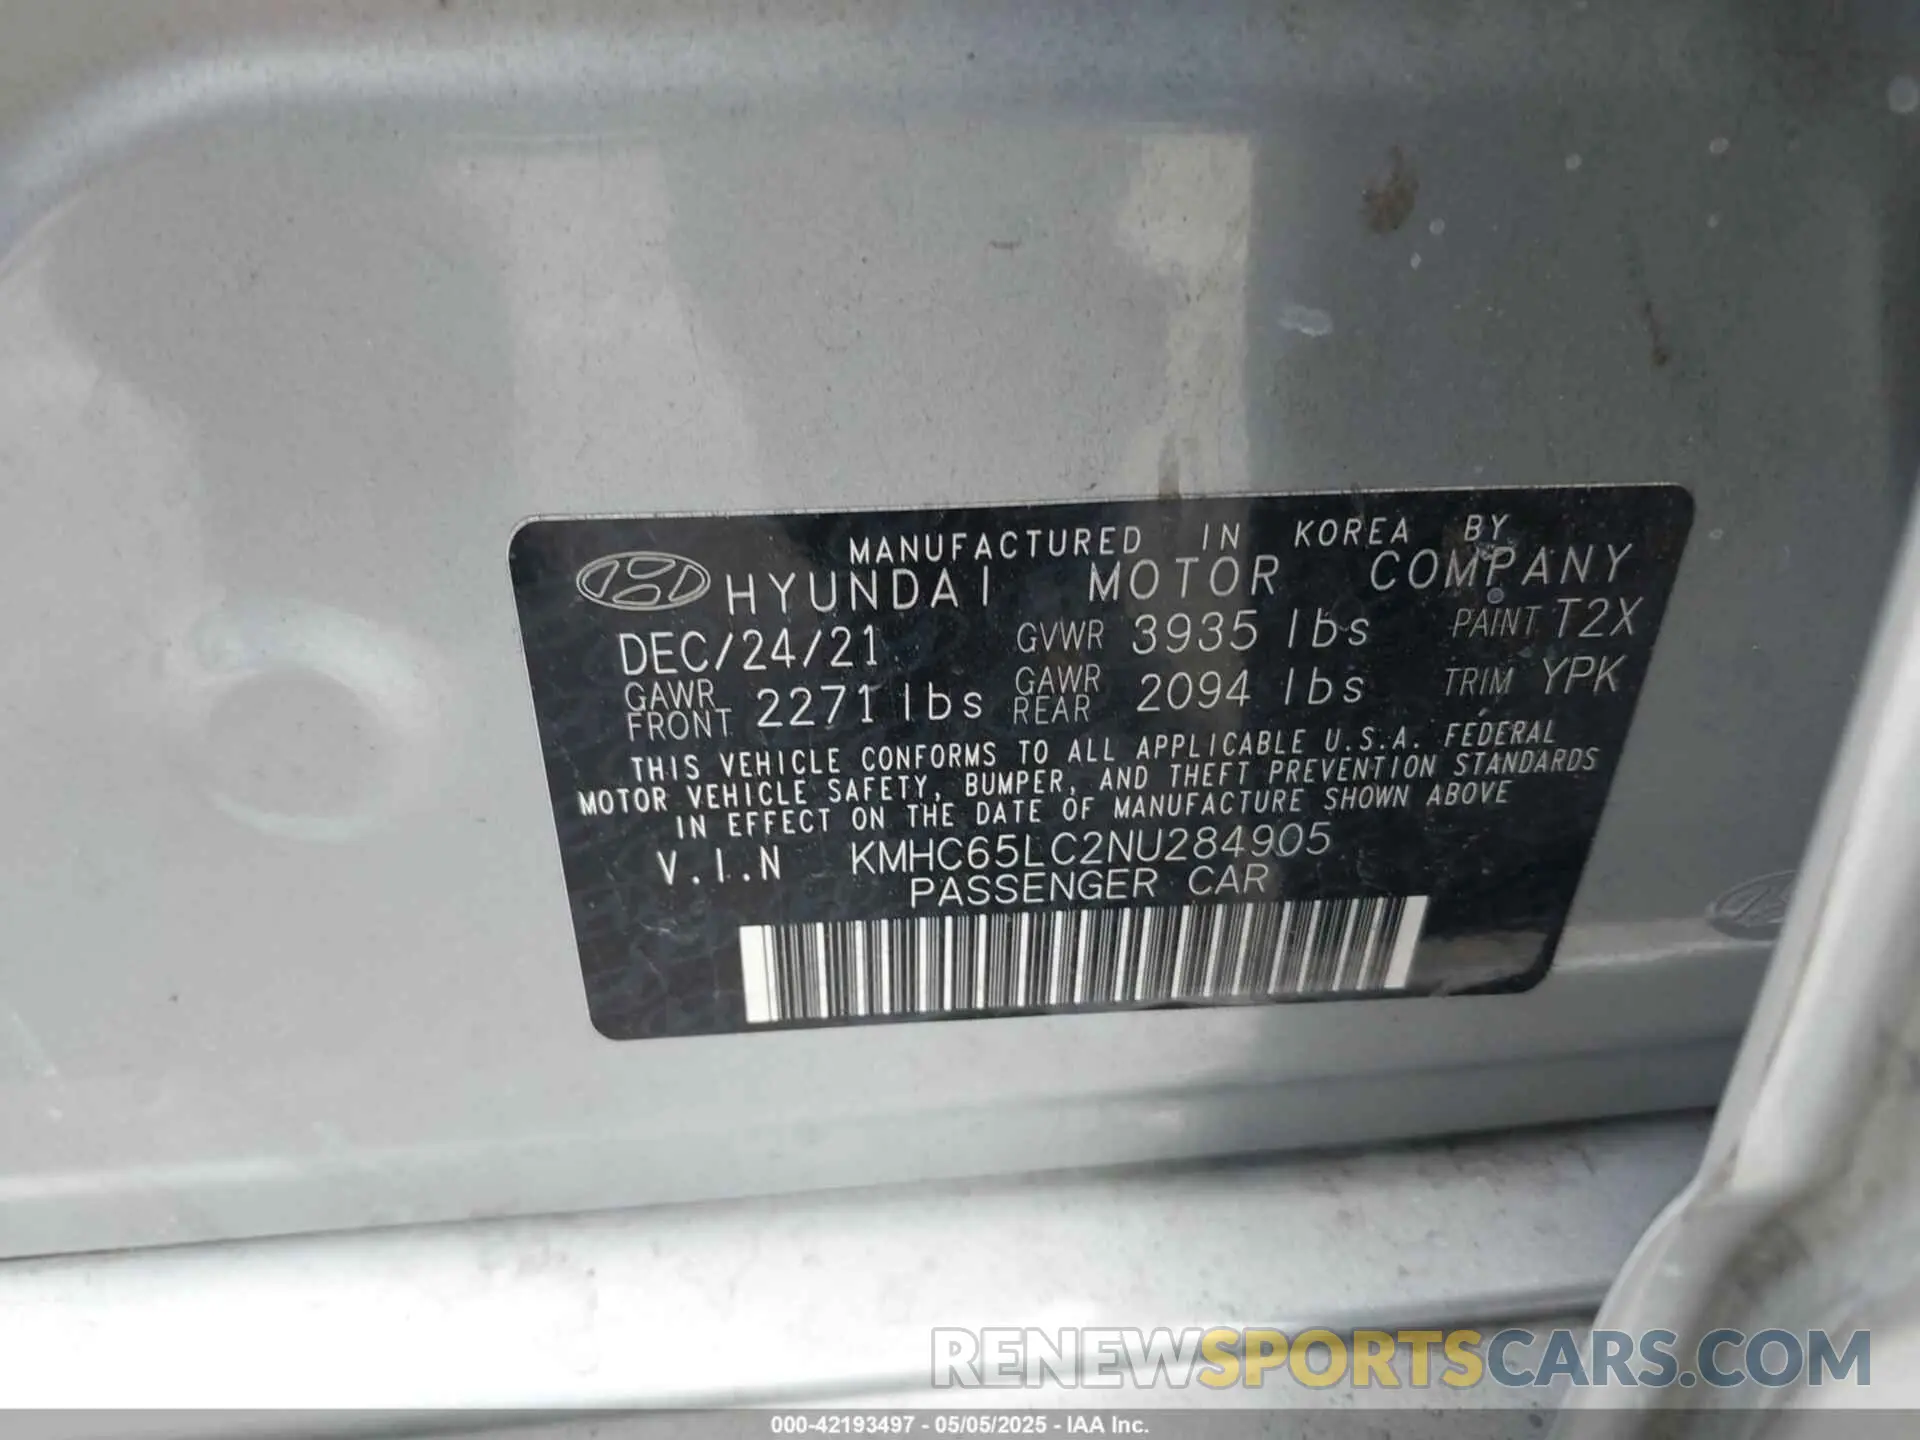 MANUFACTURED IN KOREA BY
HYUNDAI MOTOR COMPANY
DEC/24/21 GVWR 3935 lbs PAINT T2X
GAWR FRONT 2271 lbs GAWR REAR 2094 lbs TRIM YPK
THIS VEHICLE CONFORMS TO ALL APPLICABLE U.S.A. FEDERAL
MOTOR VEHICLE SAFETY, BUMPER, AND THEFT PREVENTION STANDARDS
IN EFFECT ON THE DATE OF MANUFACTURE SHOWN ABOVE
V.I.N KMHC65LC2NU284905
PASSENGER CAR
RENEWSPORTSCARS.COM
000-42193497 - 05/05/2025 - IAA Inc.